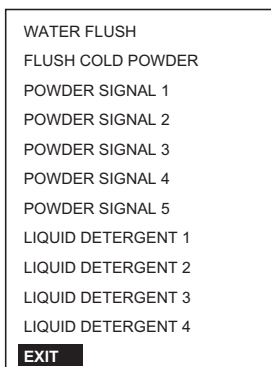 WATER FLUSH
FLUSH COLD POWDER
POWDER SIGNAL 1
POWDER SIGNAL 2
POWDER SIGNAL 3
POWDER SIGNAL 4
POWDER SIGNAL 5
LIQUID DETERGENT 1
LIQUID DETERGENT 2
LIQUID DETERGENT 3
LIQUID DETERGENT 4
EXIT